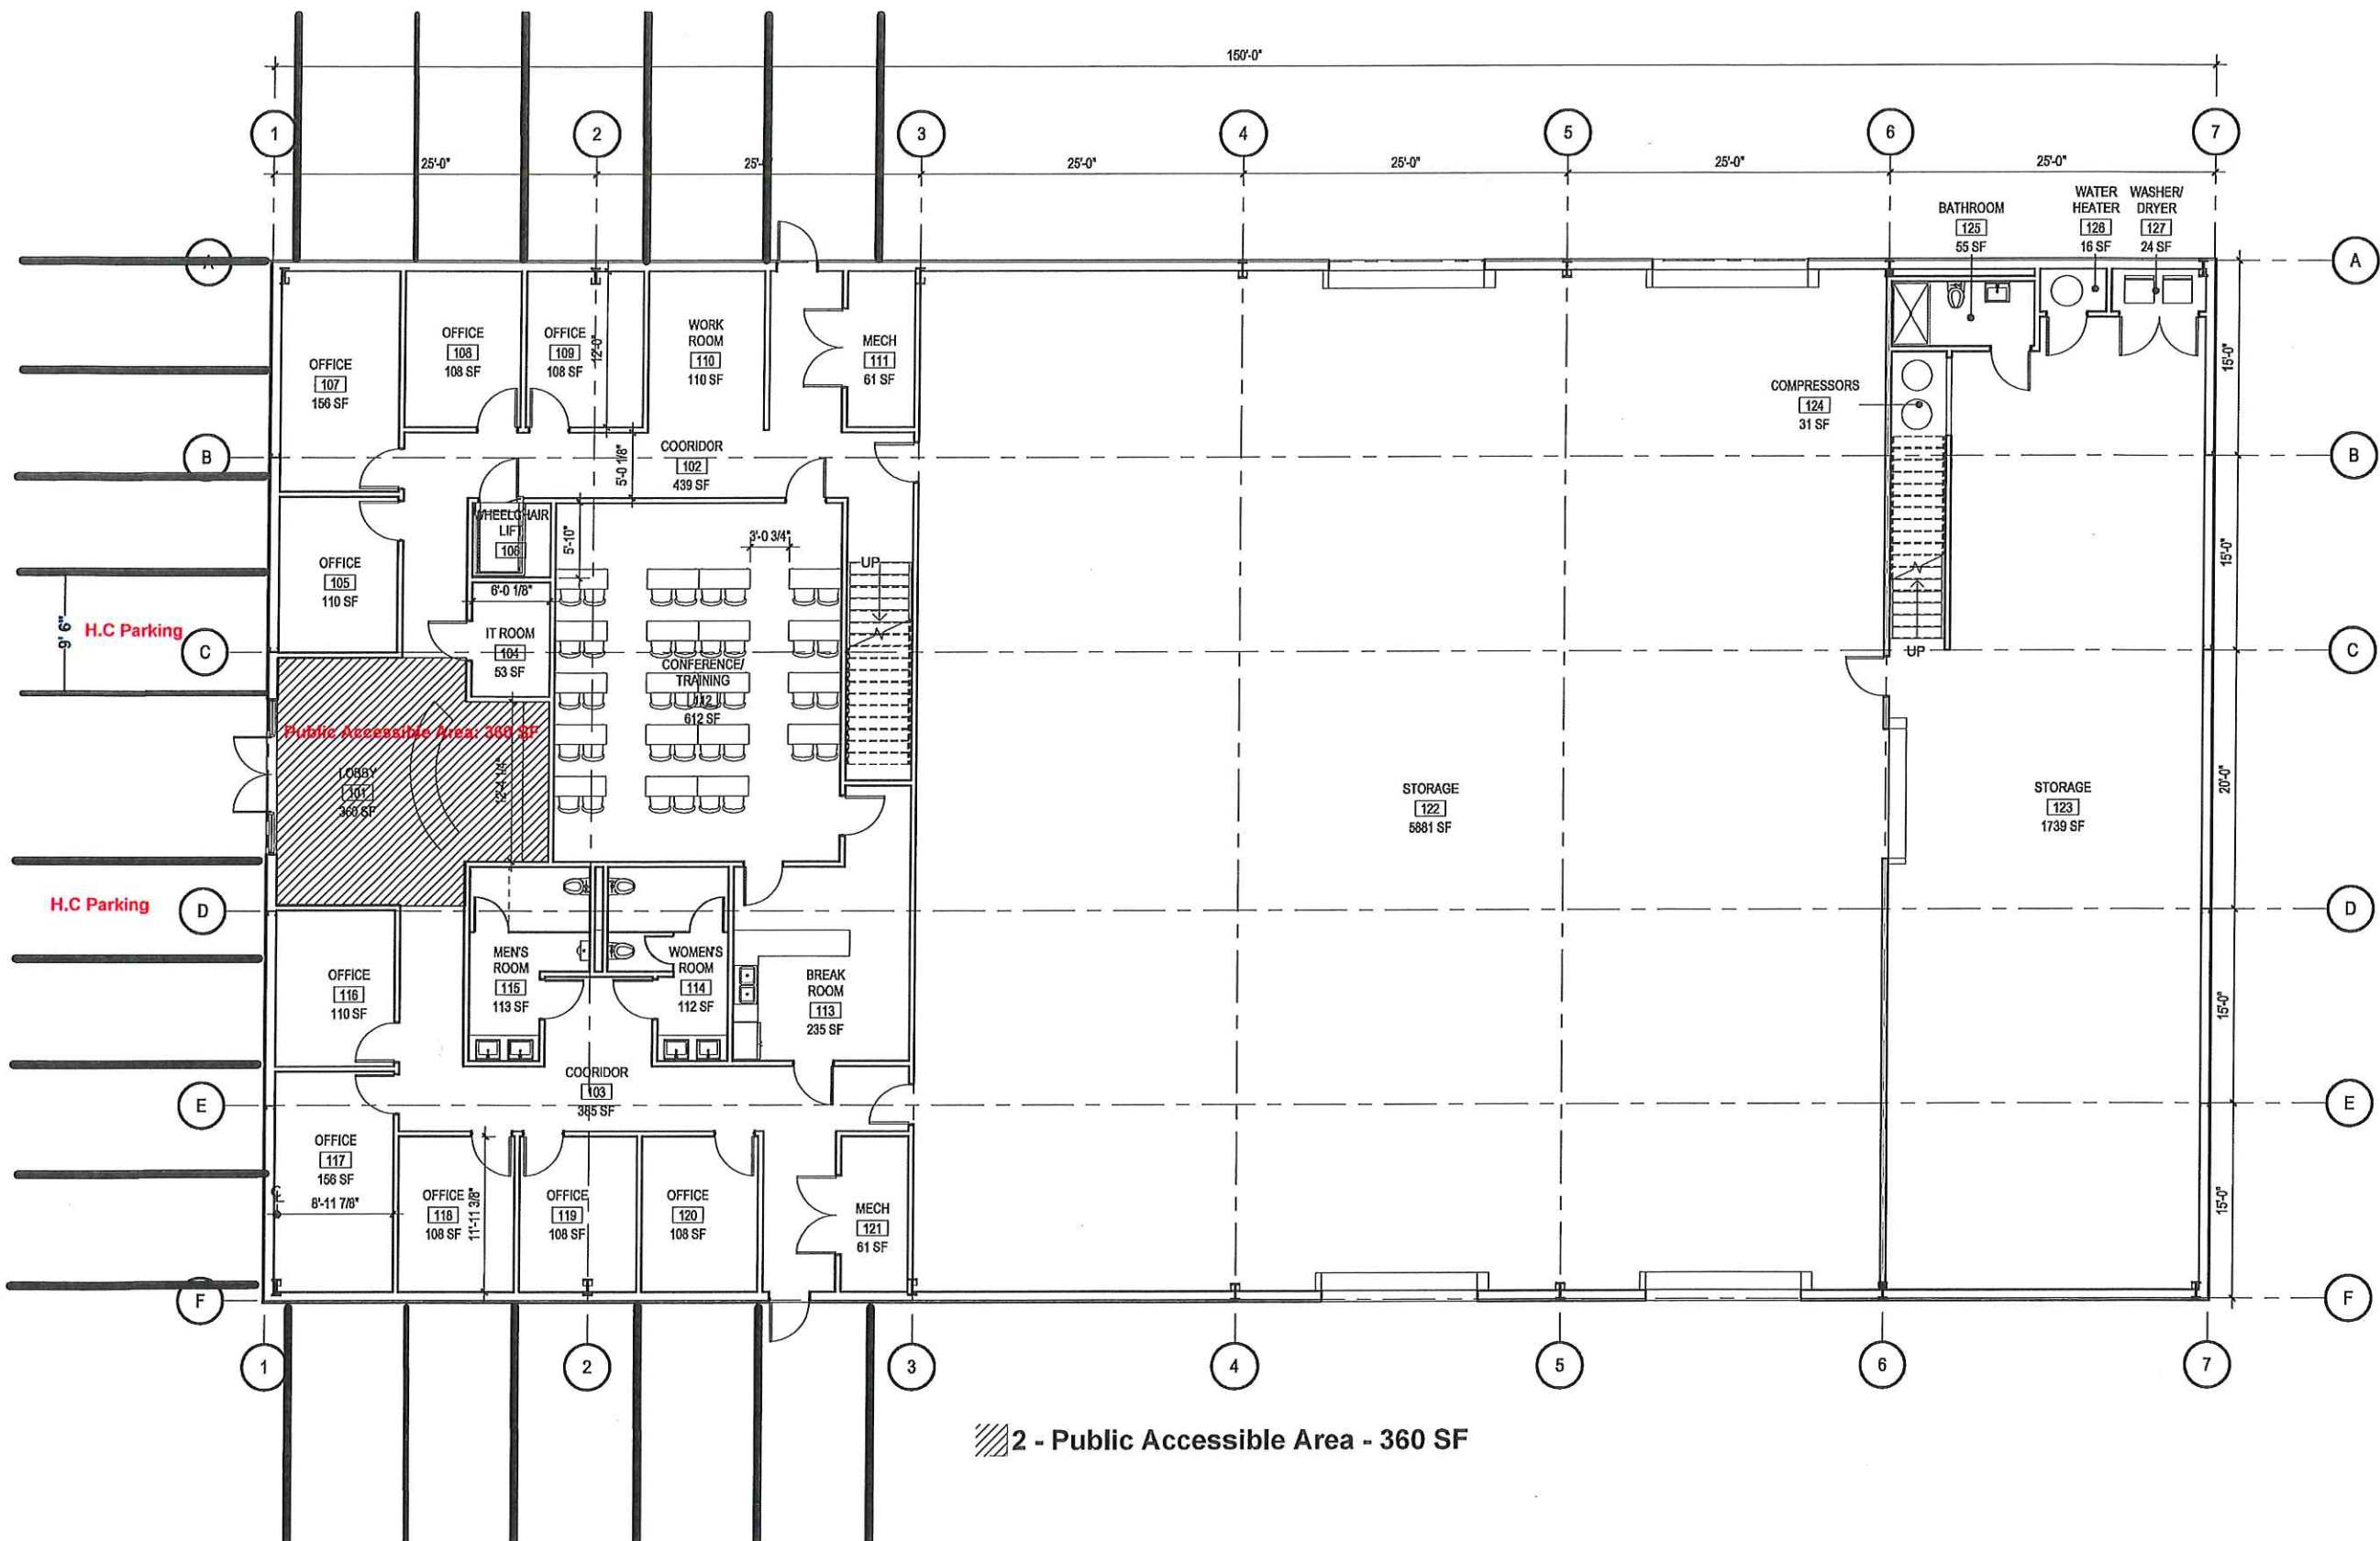 150'-0"
1
2
3
4
5
6
7
25'-0"
25'-0"
25'-0"
25'-0"
25'-0"
WATER HEATER
126
16 SF
WASHER/ DRYER
127
24 SF
BATHROOM
125
55 SF
A
A
OFFICE
107
156 SF
OFFICE
108
108 SF
OFFICE
109
108 SF
12'-0"
WORK ROOM
110
110 SF
MECH
111
61 SF
15'-0"
COMPRESSORS
124
31 SF
B
COORIDOR
102
439 SF
5'-0 1/8"
B
WHEELCHAIR
LIFT
106
5'-10"
3'-0 3/4"
UP
15'-0"
OFFICE
105
110 SF
6'-0 1/8"
9' 6"
H.C Parking
C
IT ROOM
104
53 SF
CONFERENCE/
TRAINING
112
612 SF
UP
C
Public Accessible Area: 360 SF
LOBBY
101
360 SF
12'-4 1/4"
STORAGE
122
5881 SF
STORAGE
123
1739 SF
20'-0"
H.C Parking
D
D
OFFICE
116
110 SF
MEN'S
ROOM
115
113 SF
WOMEN'S
ROOM
114
112 SF
BREAK
ROOM
113
235 SF
15'-0"
COORIDOR
103
385 SF
E
E
OFFICE
117
156 SF
8'-11 7/8"
OFFICE
118
108 SF
11'-11 3/8"
OFFICE
119
108 SF
OFFICE
120
108 SF
MECH
121
61 SF
15'-0"
F
F
1
2
3
4
5
6
7
2 - Public Accessible Area - 360 SF